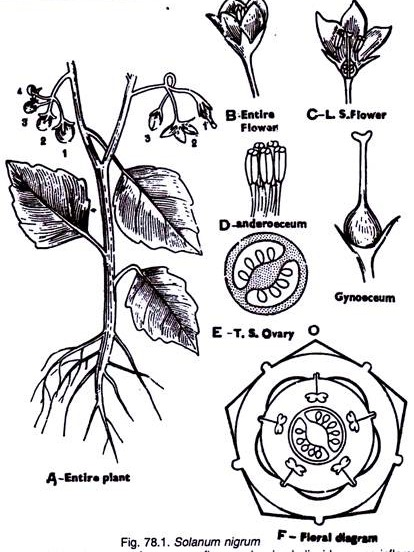 B-Entire
Flower
C-L S.Flower
4
3
2
1
3
2
1
D-anderoeceum
Gynoeceum
E-T.S. Ovary
A-Entire plant
F- Floral diagram
Fig. 78.1. Solanum nigrum